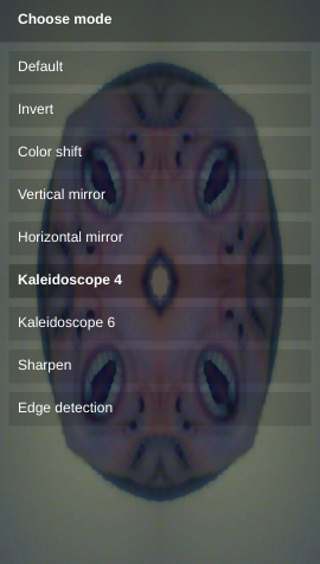 Choose mode
Default
Invert
Color shift
Vertical mirror
Horizontal mirror
Kaleidoscope 4
Kaleidoscope 6
Sharpen
Edge detection